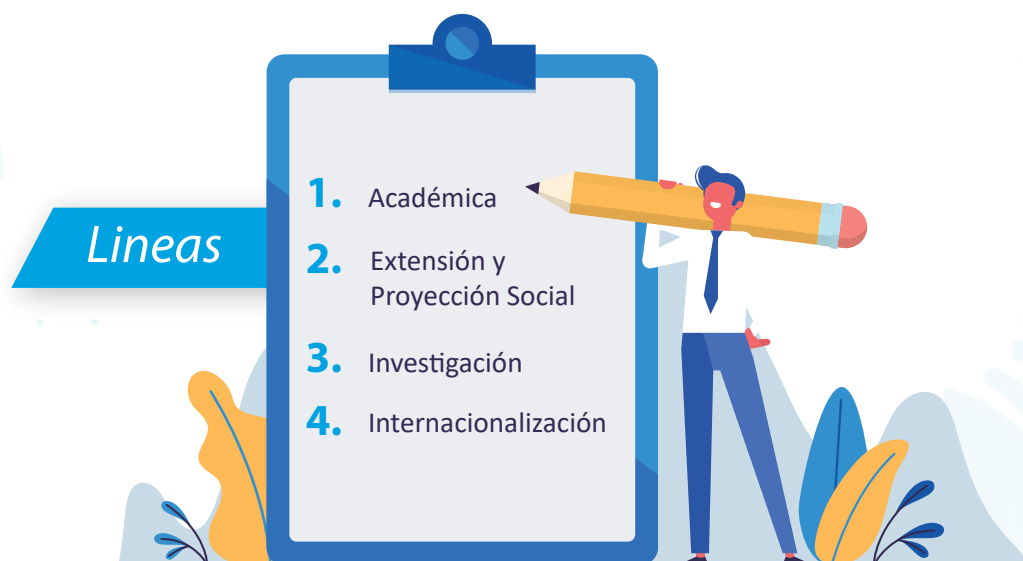 Lineas
1. Académica
2. Extensión y
Proyección Social
3. Investigación
4. Internacionalización